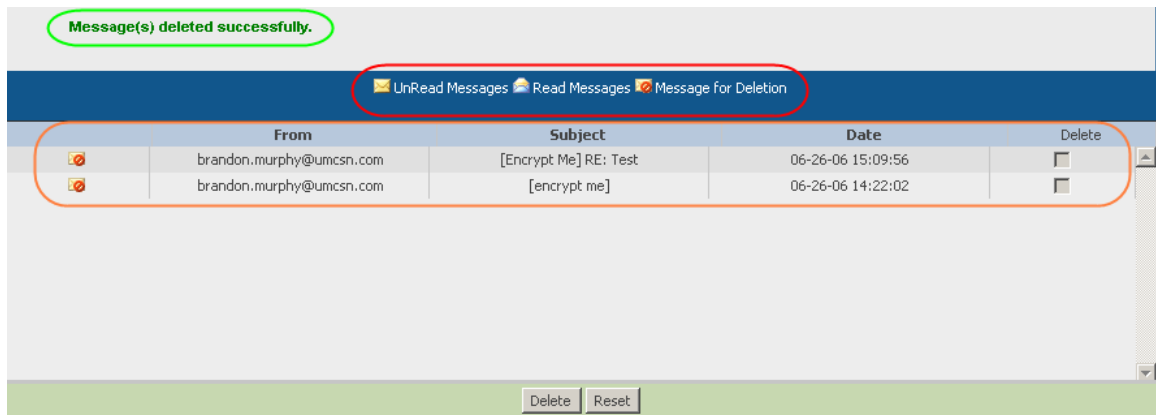 Message(s) deleted successfully.
UnRead Messages Read Messages Message for Deletion
From Subject Date Delete
brandon.murphy@umcsn.com [Encrypt Me] RE: Test 06-26-06 15:09:56
brandon.murphy@umcsn.com [encrypt me] 06-26-06 14:22:02
Delete Reset